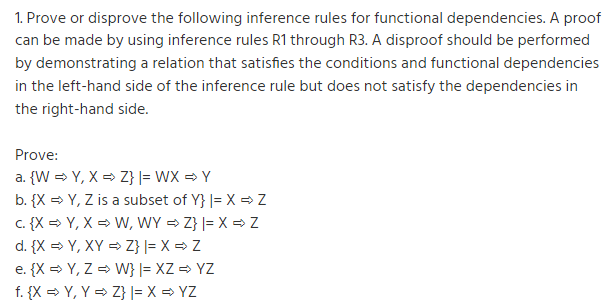 1. Prove or disprove the following inference rules for functional dependencies. A proof
can be made by using inference rules R1 through R3. A disproof should be performed
by demonstrating a relation that satisfies the conditions and functional dependencies
in the left-hand side of the inference rule but does not satisfy the dependencies in
the right-hand side.
Prove:
a. {W ⇨ Y, X ⇨ Z} |= WX ⇨ Y
b. {X ⇨ Y, Z is a subset of Y} |= X ⇨ Z
c. {X ⇨ Y, X ⇨ W, WY ⇨ Z} |= X ⇨ Z
d. {X ⇨ Y, XY ⇨ Z} |= X ⇨ Z
e. {X ⇨ Y, Z ⇨ W} |= XZ ⇨ YZ
f. {X ⇨ Y, Y ⇨ Z} |= X ⇨ YZ